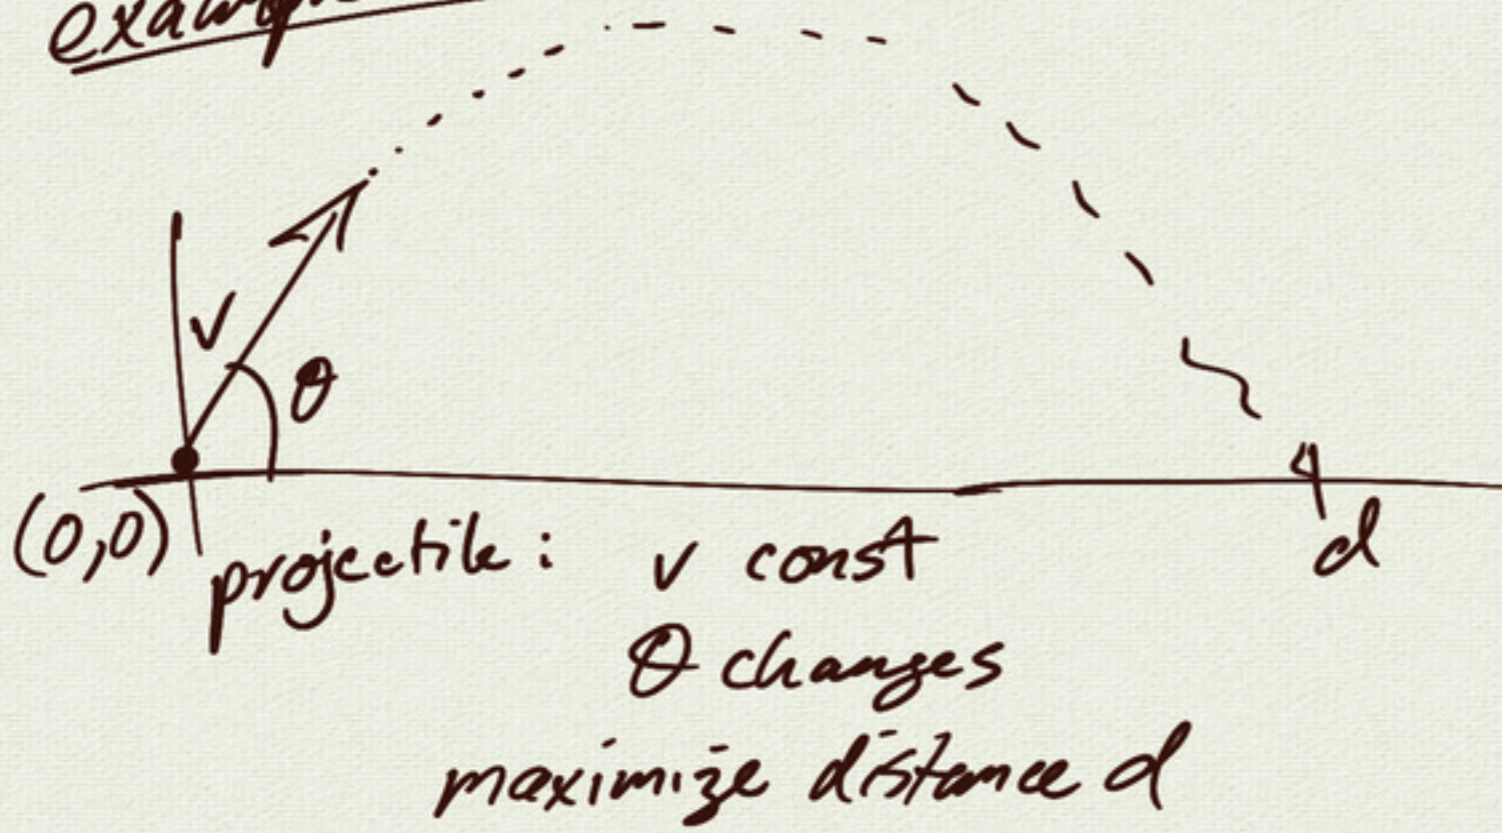 v
θ
(0,0)
d
projectile: v const
θ changes
maximize distance d